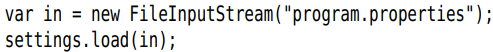 var in = new FileInputStream("program.properties");
settings.load(in);